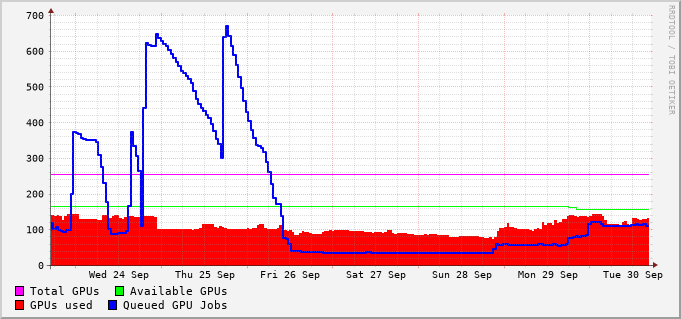 700
600
500
400
300
200
100
0
Wed 24 Sep Thu 25 Sep Fri 26 Sep Sat 27 Sep Sun 28 Sep Mon 29 Sep Tue 30 Sep
Total GPUs Available GPUs
GPUs used Queued GPU Jobs
RRDTOOL / TOBI OETIKER